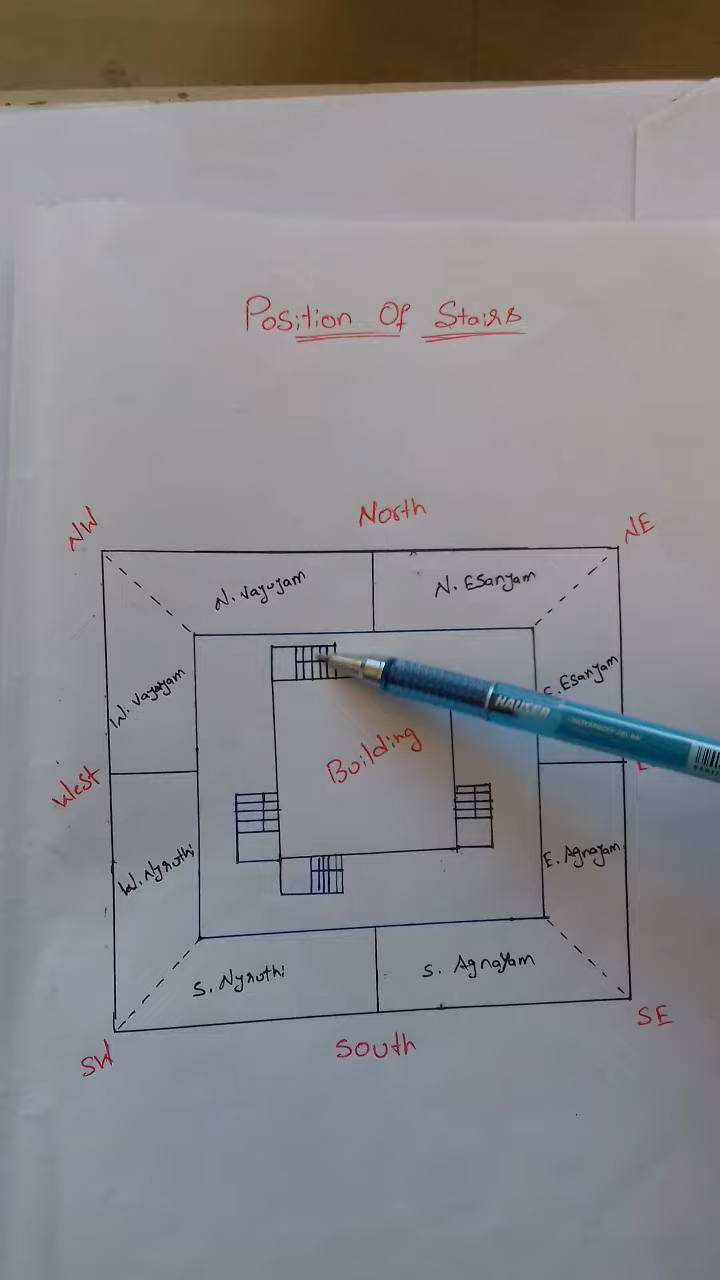 Position Of Stairs
North
NW
NE
N. Vayuyam
N. Esanyam
W. Vayuyam
Esanyam
HAUSER
Building
West
W. Nyruthi
E. Agnayam
S. Nyruthi
S. Agnayam
SW
South
SE